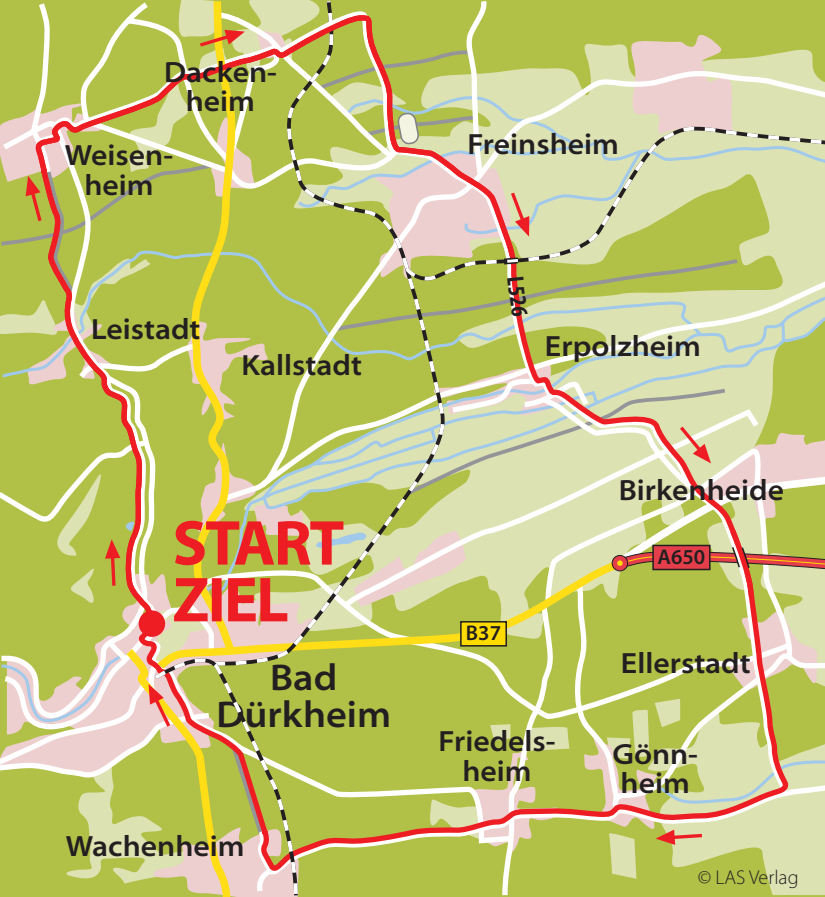 Dacken-
heim
Freinsheim
Weisen-
heim
L526
Leistadt
Erpolzheim
Kallstadt
Birkenheide
START
ZIEL
A650
B37
Ellerstadt
Bad
Dürkheim
Friedels-
heim
Gönn-
heim
Wachenheim
© LAS Verlag